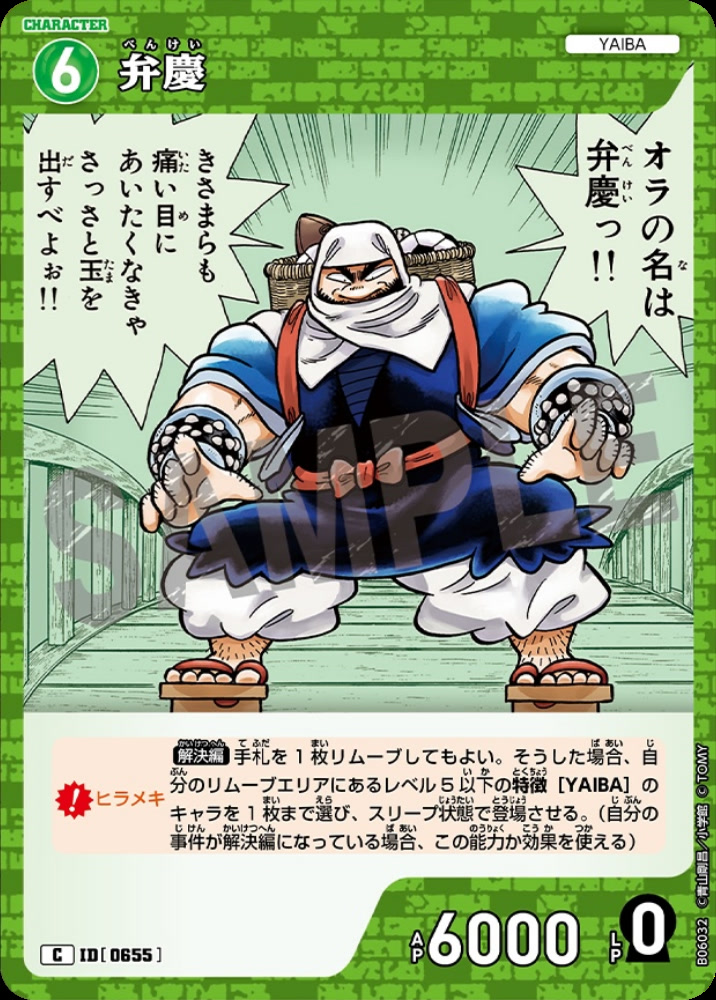 CHARACTER
6
べんけい
弁慶
YAIBA
オラの名は
弁慶っ!!
きさまらも
痛い目に
あいたくなきゃ
さっさと玉を
出すべよぉ!!
SAMPLE
ヒラメキ
解決編 手札を1枚リムーブしてもよい。そうした場合、自
分のリムーブエリアにあるレベル5以下の特徴［YAIBA］の
キャラを1枚まで選び、スリープ状態で登場させる。（自分の
事件が解決編になっている場合、この能力か効果を使える）
C ID[0655]
AP 6000
LP 0
B06032 ©青山剛昌／小学館 ©TOMY